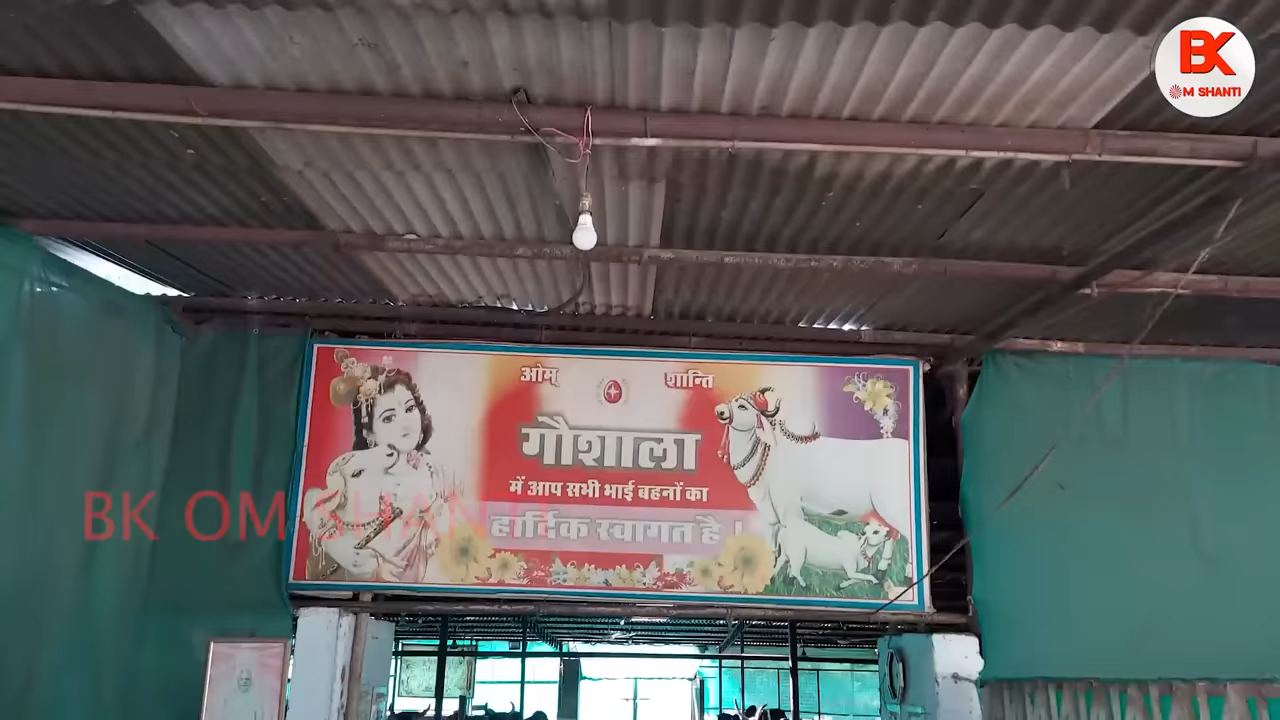 BK
OM SHANTI
ओम् शान्ति
गौशाला
में आप सभी भाई बहनों का
हार्दिक स्वागत है !
BK OM SHANTI